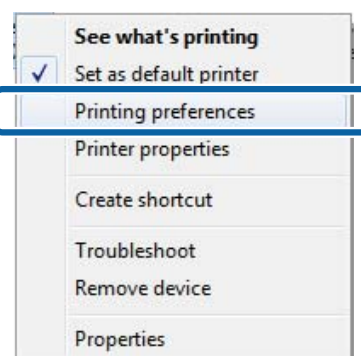 See what's printing
Set as default printer
Printing preferences
Printer properties
Create shortcut
Troubleshoot
Remove device
Properties